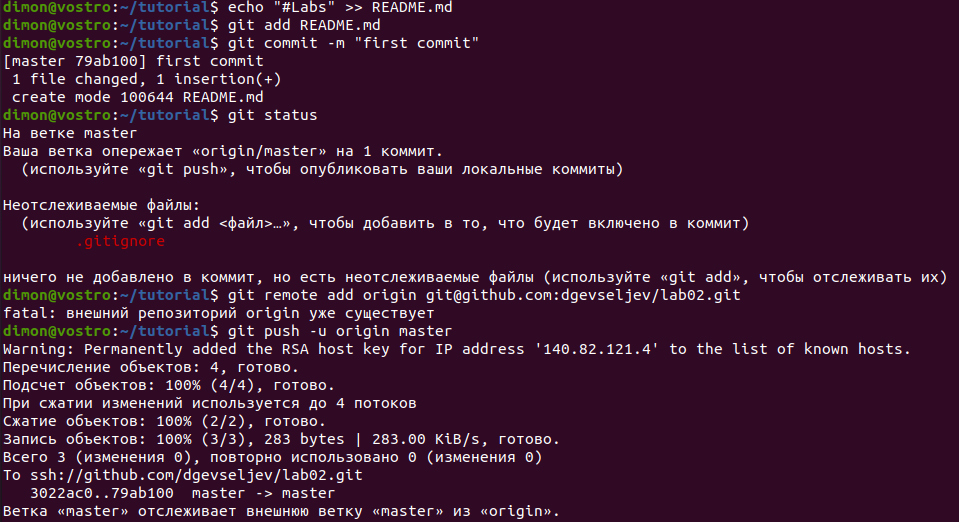 dimon@vostro:~/tutorial$ echo "#Labs" >> README.md
dimon@vostro:~/tutorial$ git add README.md
dimon@vostro:~/tutorial$ git commit -m "first commit"
[master 79ab100] first commit
 1 file changed, 1 insertion(+)
 create mode 100644 README.md
dimon@vostro:~/tutorial$ git status
На ветке master
Ваша ветка опережает «origin/master» на 1 коммит.
  (используйте «git push», чтобы опубликовать ваши локальные коммиты)
Неотслеживаемые файлы:
  (используйте «git add <файл>…», чтобы добавить в то, что будет включено в коммит)
        .gitignore
ничего не добавлено в коммит, но есть неотслеживаемые файлы (используйте «git add», чтобы отслеживать их)
dimon@vostro:~/tutorial$ git remote add origin git@github.com:dgevseljev/lab02.git
fatal: внешний репозиторий origin уже существует
dimon@vostro:~/tutorial$ git push -u origin master
Warning: Permanently added the RSA host key for IP address '140.82.121.4' to the list of known hosts.
Перечисление объектов: 4, готово.
Подсчет объектов: 100% (4/4), готово.
При сжатии изменений используется до 4 потоков
Сжатие объектов: 100% (2/2), готово.
Запись объектов: 100% (3/3), 283 bytes | 283.00 KiB/s, готово.
Всего 3 (изменения 0), повторно использовано 0 (изменения 0)
To ssh://github.com/dgevseljev/lab02.git
   3022ac0..79ab100  master -> master
Ветка «master» отслеживает внешнюю ветку «master» из «origin».